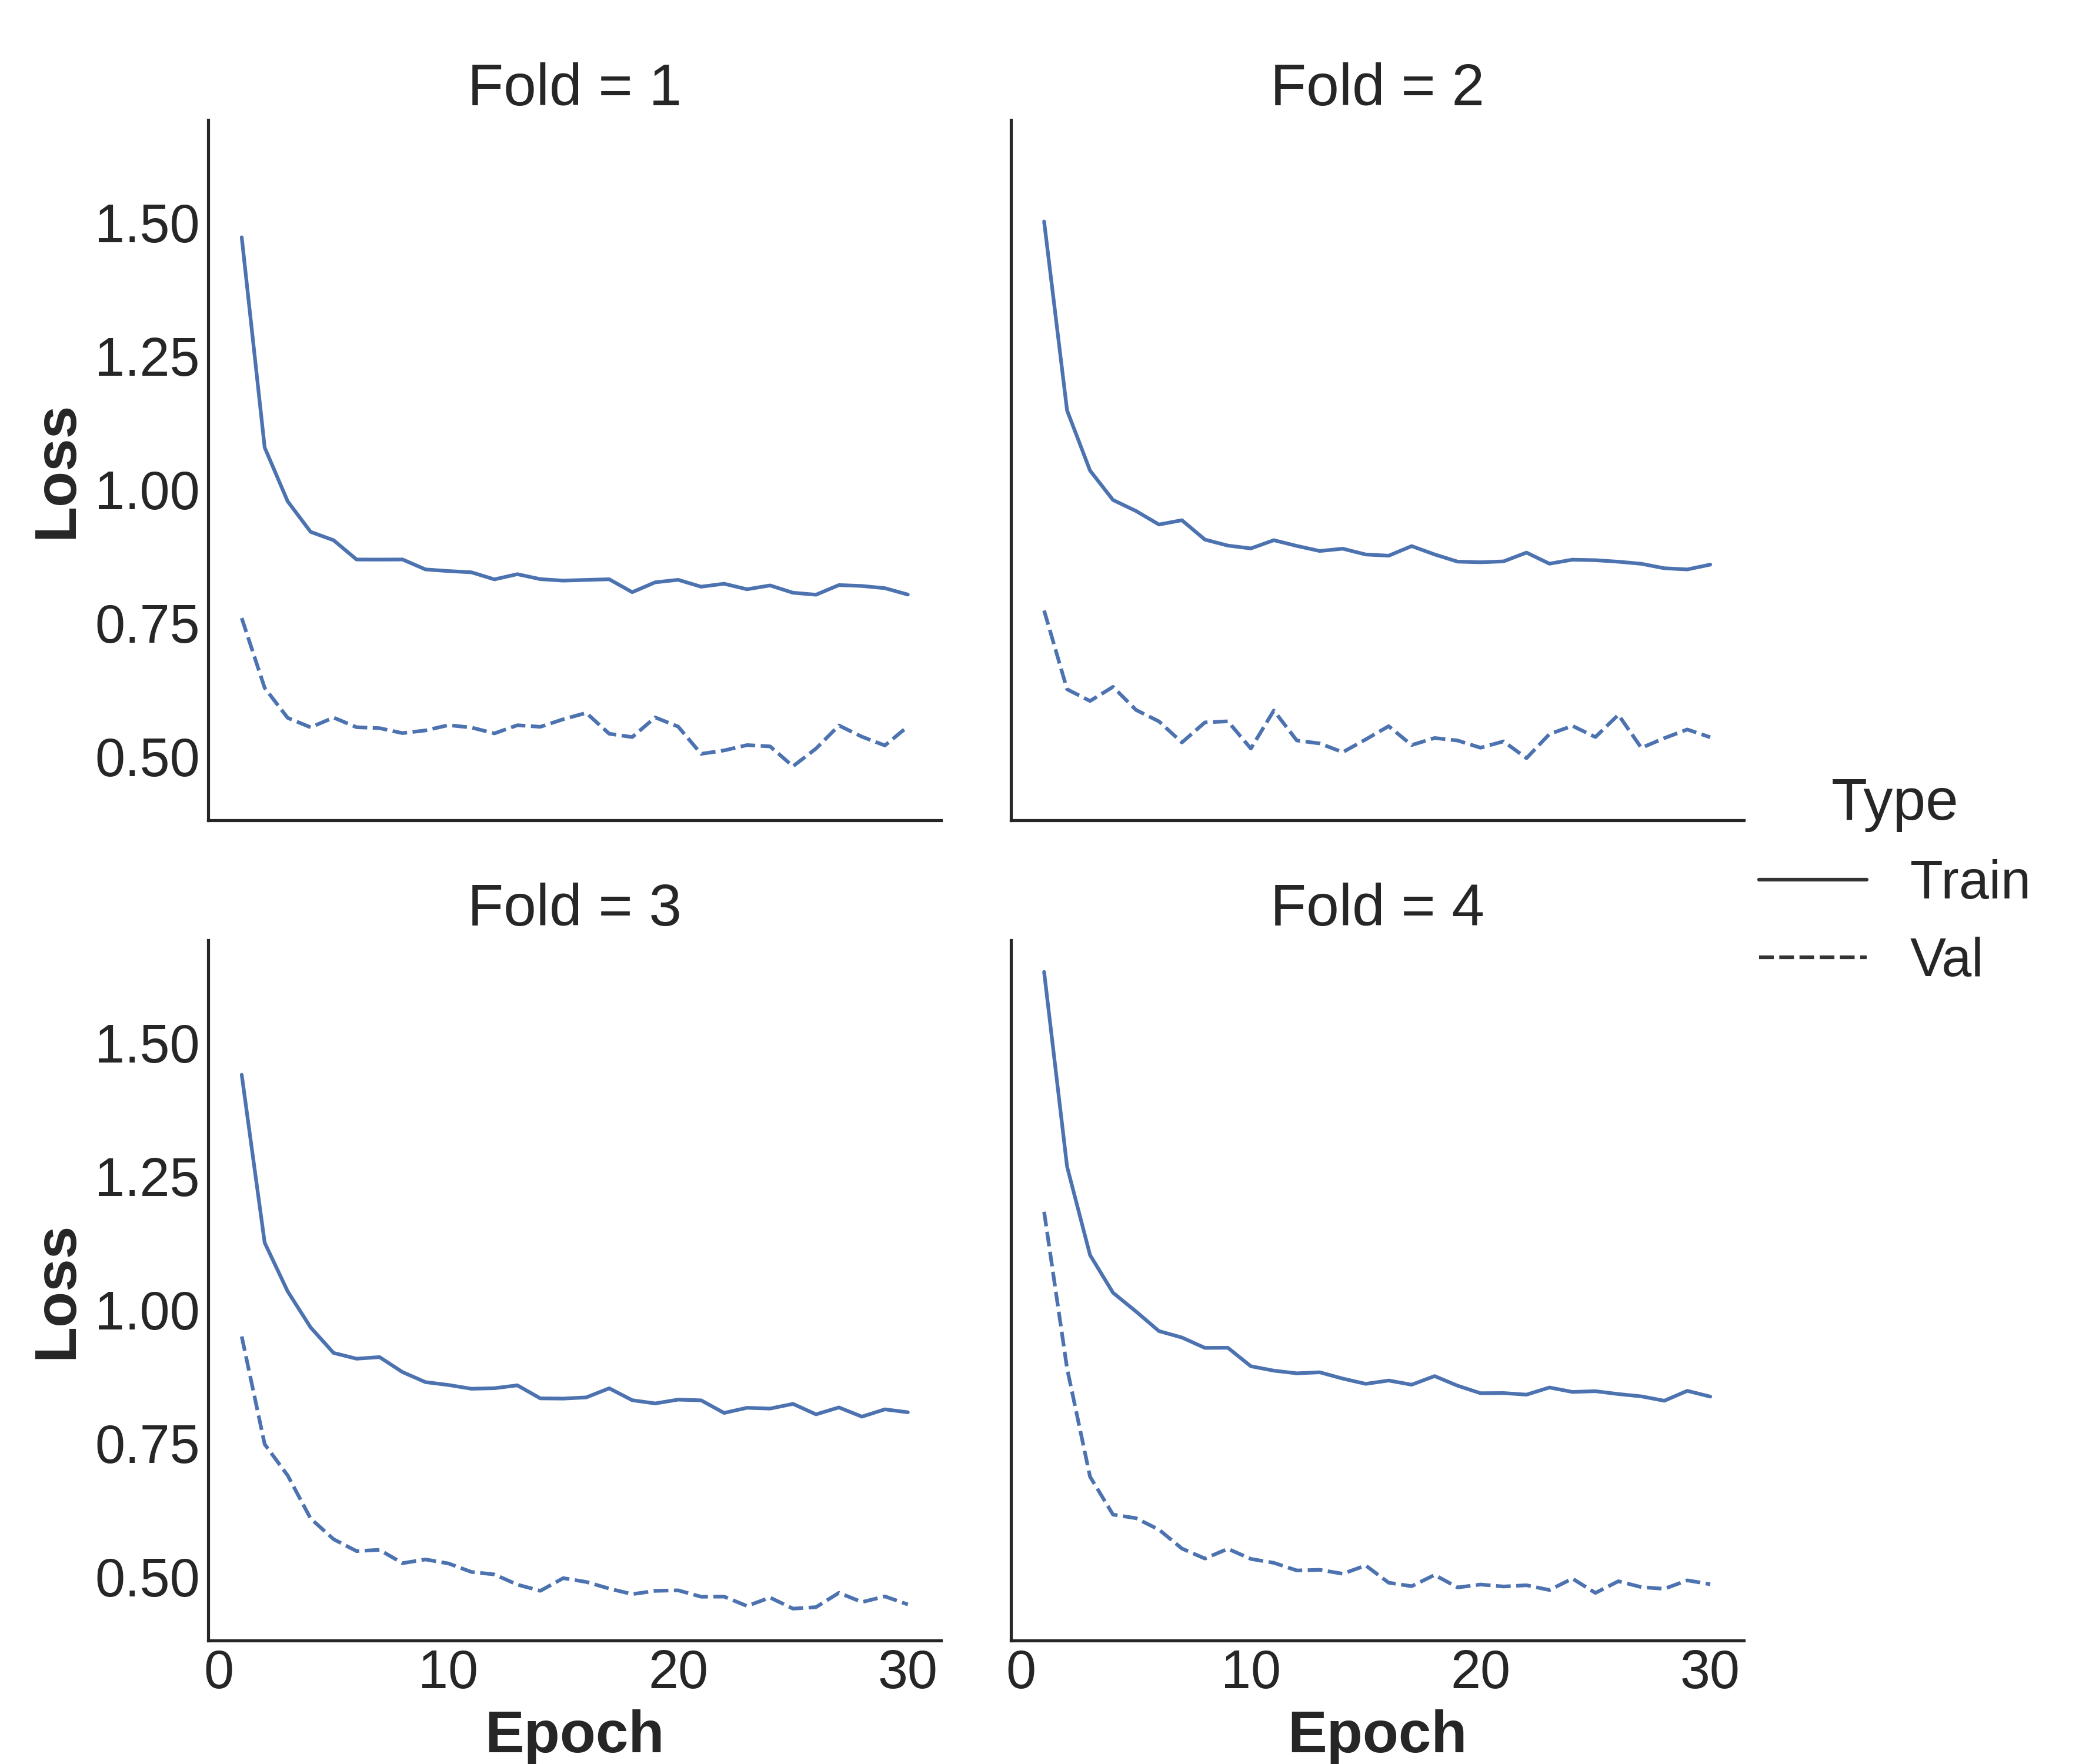 Fold = 1
Fold = 2
1.50
1.25
1.00
0.75
0.50
Loss
Type
Train
Val
Fold = 3
Fold = 4
1.50
1.25
1.00
0.75
0.50
Loss
0 10 20 30
0 10 20 30
Epoch
Epoch